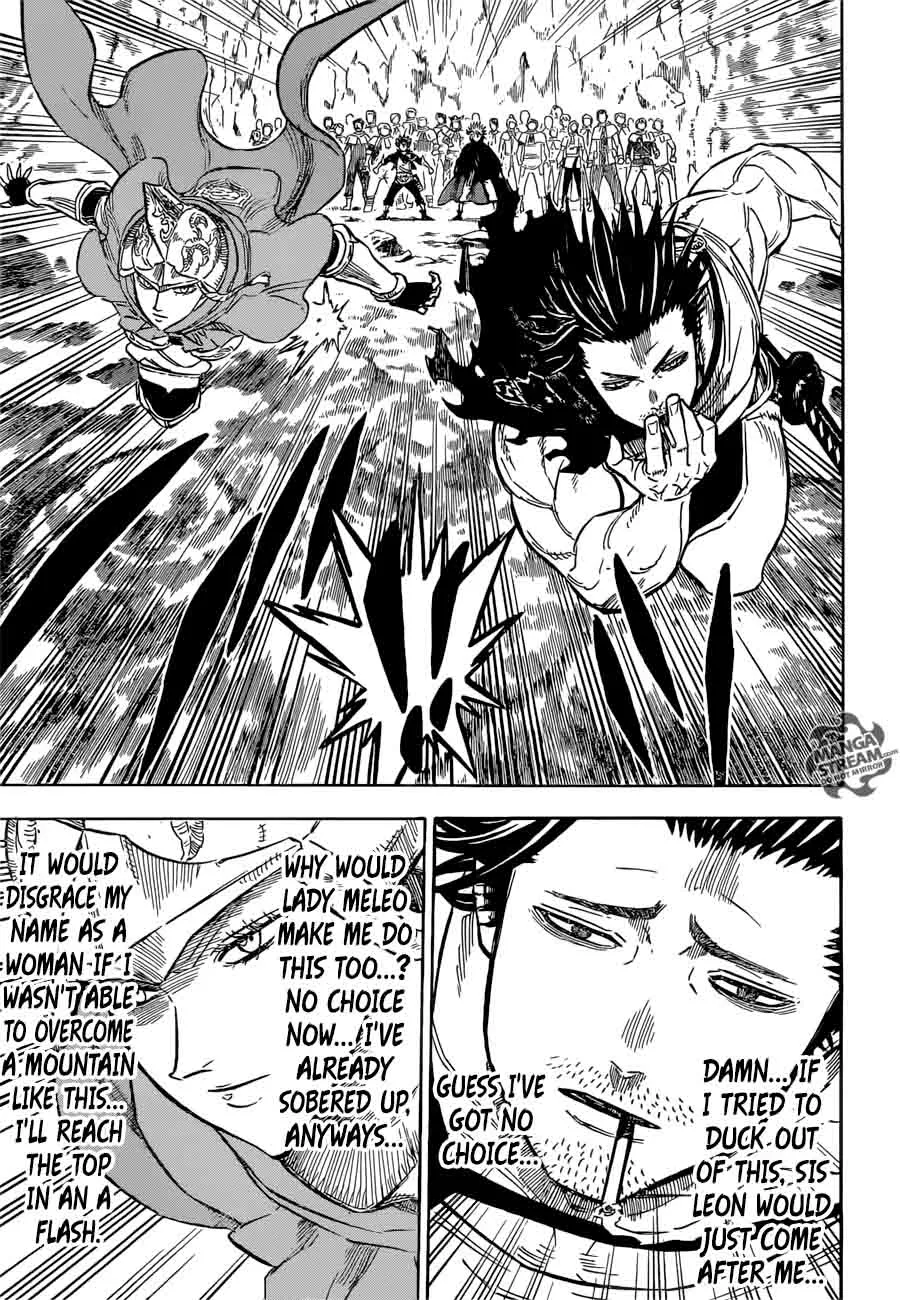 MANGA
STREAM
.com
DO NOT MIRROR
DAMN... IF
I TRIED TO
DUCK OUT
OF THIS, SIS
LEON WOULD
JUST COME
AFTER ME...
GUESS I'VE
GOT NO
CHOICE...
WHY WOULD
LADY MELEO
MAKE ME DO
THIS TOO...?
NO CHOICE
NOW... I'VE
ALREADY
SOBERED UP,
ANYWAYS...
IT WOULD
DISGRACE MY
NAME AS A
WOMAN IF I
WASN'T ABLE
TO OVERCOME
A MOUNTAIN
LIKE THIS...
I'LL REACH
THE TOP
IN AN A
FLASH.